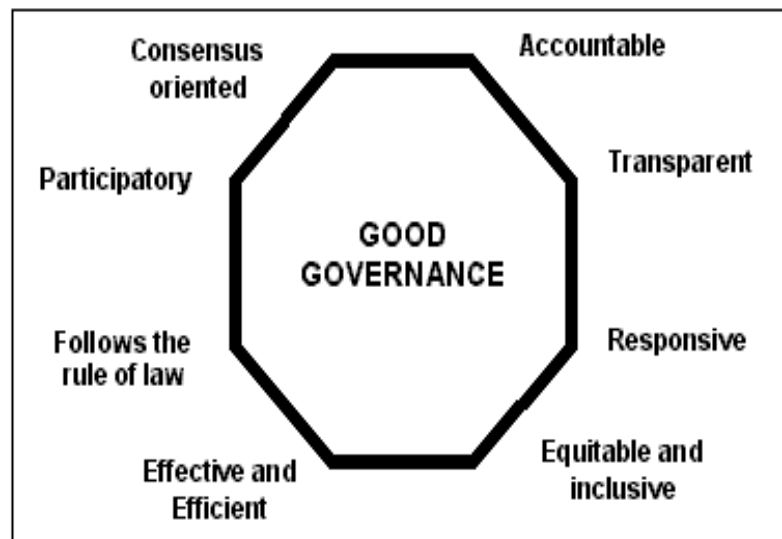 Consensus
oriented
Accountable
Participatory
Transparent
GOOD
GOVERNANCE
Follows the
rule of law
Responsive
Effective and
Efficient
Equitable and
inclusive